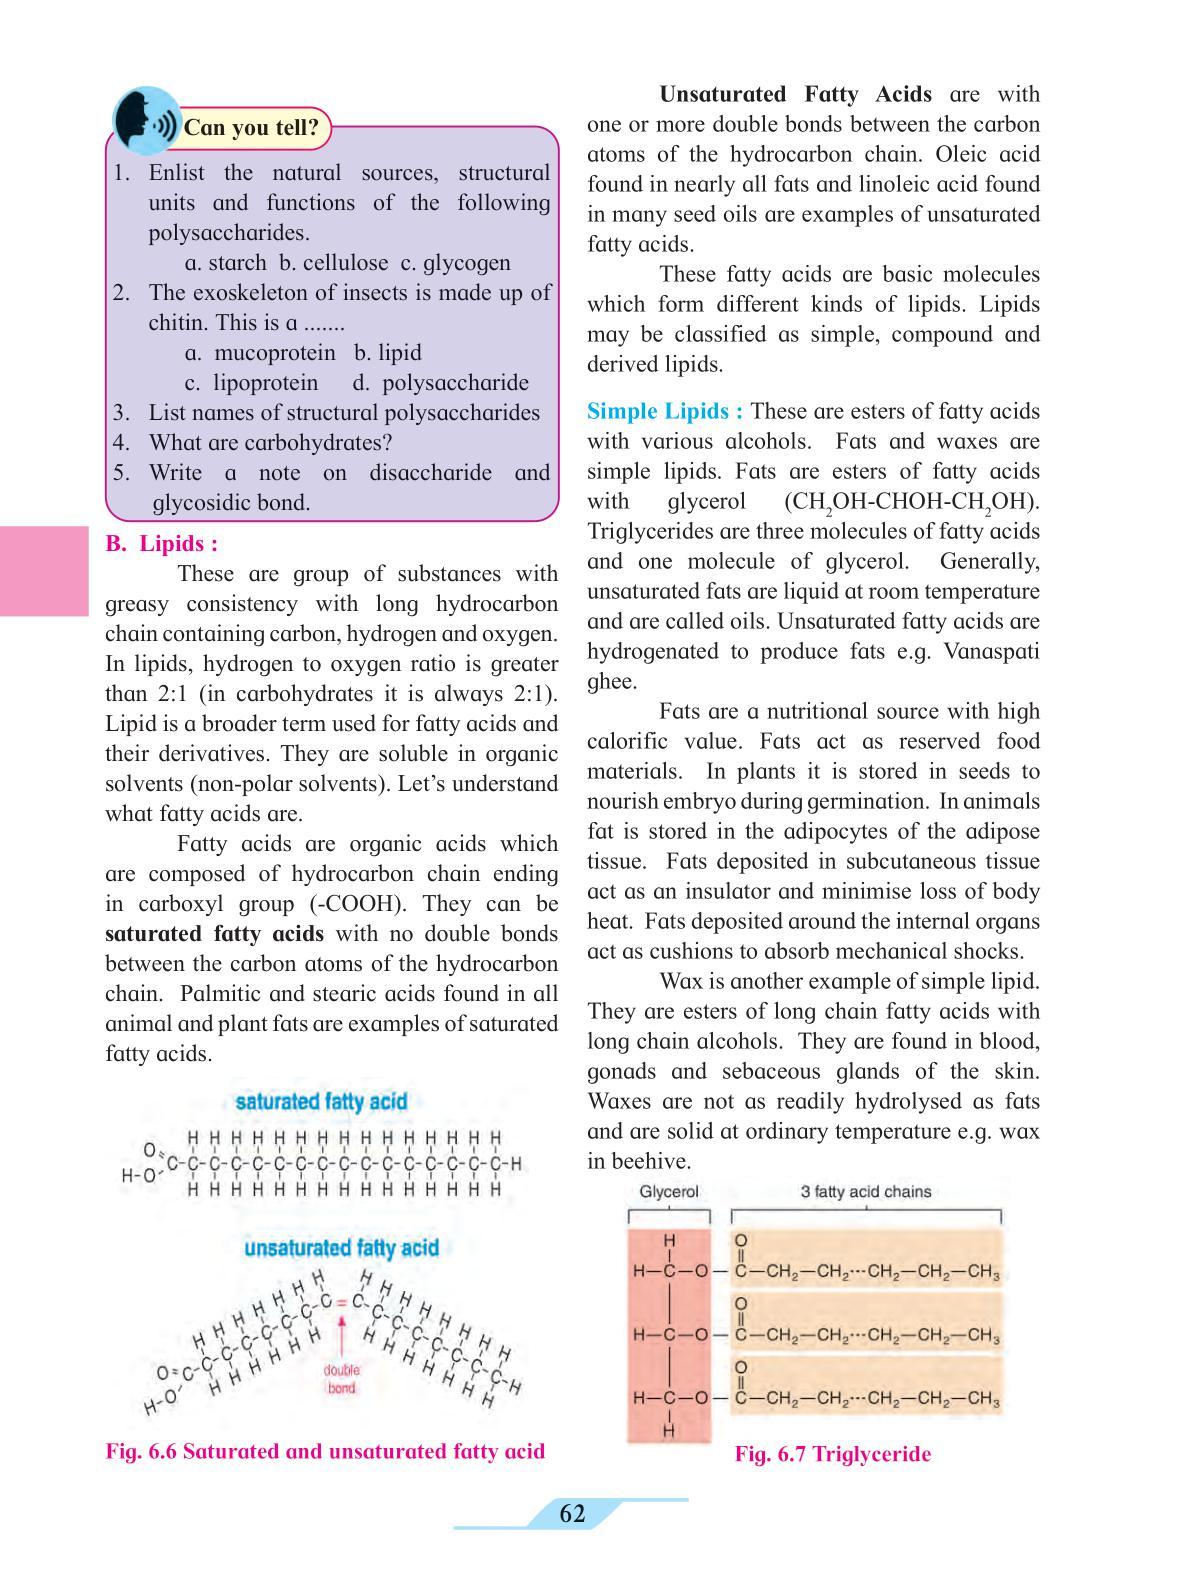 Can you tell?
1. Enlist the natural sources, structural
units and functions of the following
polysaccharides.
a. starch b. cellulose c. glycogen
2. The exoskeleton of insects is made up of
chitin. This is a .......
a. mucoprotein b. lipid
c. lipoprotein d. polysaccharide
3. List names of structural polysaccharides
4. What are carbohydrates?
5. Write a note on disaccharide and
glycosidic bond.
B. Lipids :
These are group of substances with
greasy consistency with long hydrocarbon
chain containing carbon, hydrogen and oxygen.
In lipids, hydrogen to oxygen ratio is greater
than 2:1 (in carbohydrates it is always 2:1).
Lipid is a broader term used for fatty acids and
their derivatives. They are soluble in organic
solvents (non-polar solvents). Let’s understand
what fatty acids are.
Fatty acids are organic acids which
are composed of hydrocarbon chain ending
in carboxyl group (-COOH). They can be
saturated fatty acids with no double bonds
between the carbon atoms of the hydrocarbon
chain. Palmitic and stearic acids found in all
animal and plant fats are examples of saturated
fatty acids.
saturated fatty acid
H H H H H H H H H H H H H H H
O
C-C-C-C-C-C-C-C-C-C-C-C-C-C-C-C-H
H-O
H H H H H H H H H H H H H H H
unsaturated fatty acid
H H H H H H H H H H H H H H
O=C-C-C-C-C-C-C-C=C-C-C-C-C-C-C-C-H
H-O
H H H H H H H H H H H H
double
bond
Fig. 6.6 Saturated and unsaturated fatty acid
Unsaturated Fatty Acids are with
one or more double bonds between the carbon
atoms of the hydrocarbon chain. Oleic acid
found in nearly all fats and linoleic acid found
in many seed oils are examples of unsaturated
fatty acids.
These fatty acids are basic molecules
which form different kinds of lipids. Lipids
may be classified as simple, compound and
derived lipids.
Simple Lipids : These are esters of fatty acids
with various alcohols. Fats and waxes are
simple lipids. Fats are esters of fatty acids
with glycerol (CH₂OH-CHOH-CH₂OH).
Triglycerides are three molecules of fatty acids
and one molecule of glycerol. Generally,
unsaturated fats are liquid at room temperature
and are called oils. Unsaturated fatty acids are
hydrogenated to produce fats e.g. Vanaspati
ghee.
Fats are a nutritional source with high
calorific value. Fats act as reserved food
materials. In plants it is stored in seeds to
nourish embryo during germination. In animals
fat is stored in the adipocytes of the adipose
tissue. Fats deposited in subcutaneous tissue
act as an insulator and minimise loss of body
heat. Fats deposited around the internal organs
act as cushions to absorb mechanical shocks.
Wax is another example of simple lipid.
They are esters of long chain fatty acids with
long chain alcohols. They are found in blood,
gonads and sebaceous glands of the skin.
Waxes are not as readily hydrolysed as fats
and are solid at ordinary temperature e.g. wax
in beehive.
Glycerol 3 fatty acid chains
H O
H—C—O—C—CH₂—CH₂···CH₂—CH₂—CH₃
O
H—C—O—C—CH₂—CH₂···CH₂—CH₂—CH₃
O
H—C—O—C—CH₂—CH₂···CH₂—CH₂—CH₃
H
Fig. 6.7 Triglyceride
62